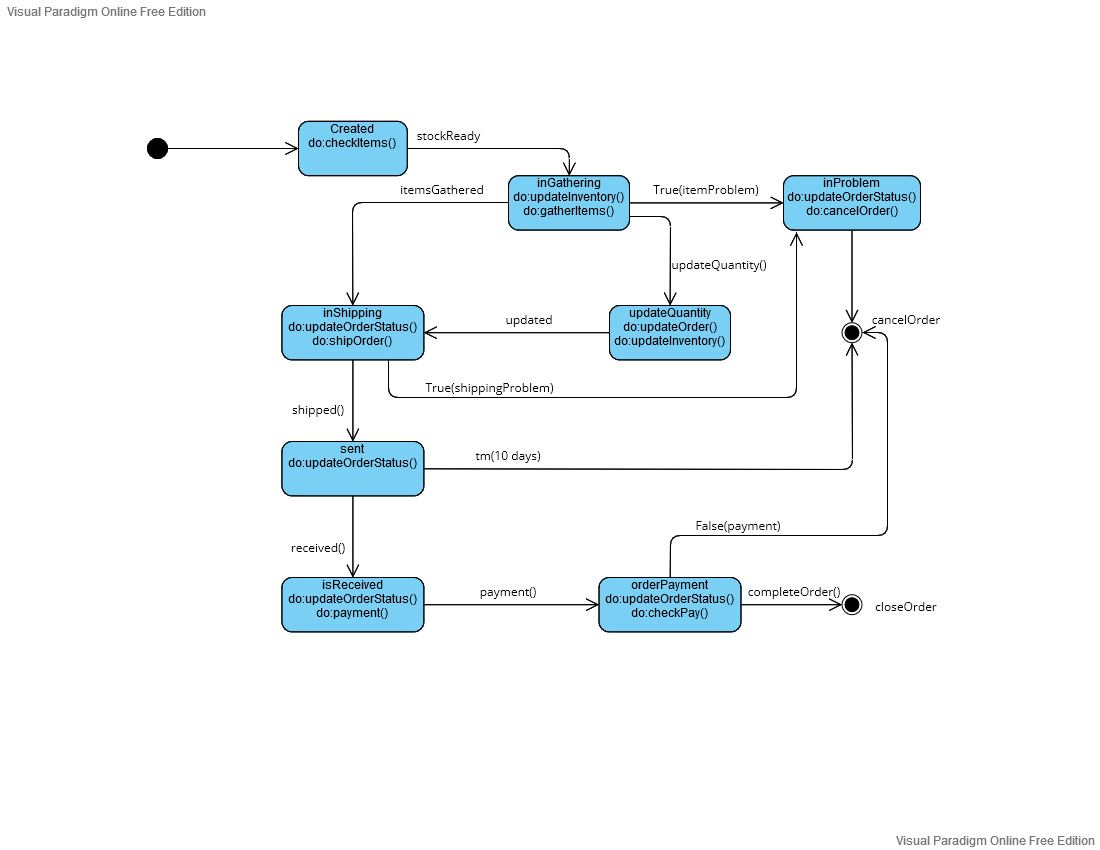 Visual Paradigm Online Free Edition
Created
do:checkItems()
stockReady
itemsGathered
inGathering
do:updateInventory()
do:gatherItems()
True(itemProblem)
inProblem
do:updateOrderStatus()
do:cancelOrder()
updateQuantity()
inShipping
do:updateOrderStatus()
do:shipOrder()
updated
updateQuantity
do:updateOrder()
do:updateInventory()
cancelOrder
True(shippingProblem)
shipped()
sent
do:updateOrderStatus()
tm(10 days)
False(payment)
received()
isReceived
do:updateOrderStatus()
do:payment()
payment()
orderPayment
do:updateOrderStatus()
do:checkPay()
completeOrder()
closeOrder
Visual Paradigm Online Free Edition